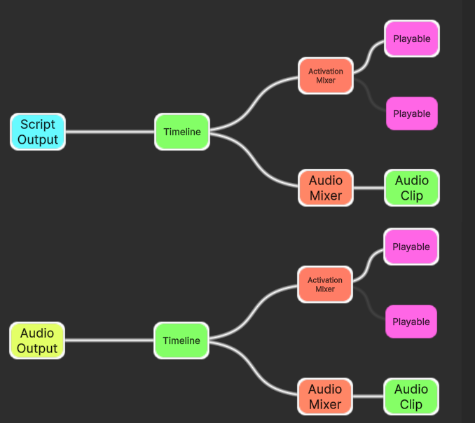 Playable
Activation
Mixer
Script
Output
Timeline
Playable
Audio
Mixer
Audio
Clip
Playable
Activation
Mixer
Audio
Output
Timeline
Playable
Audio
Mixer
Audio
Clip